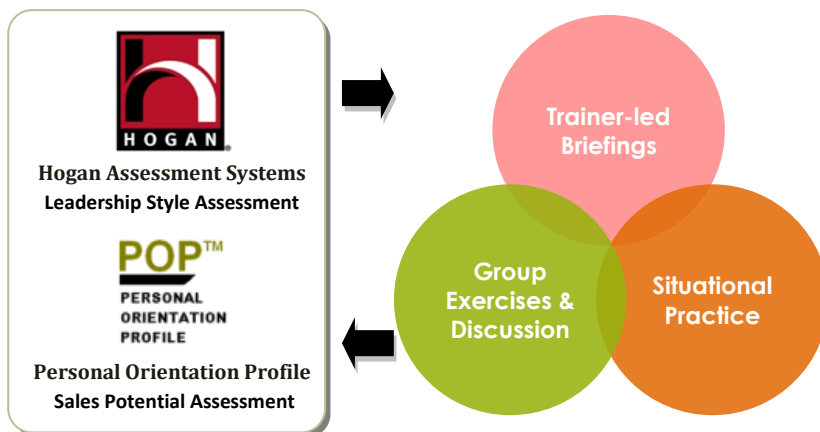 HOGAN®
Hogan Assessment Systems
Leadership Style Assessment
POP™
PERSONAL
ORIENTATION
PROFILE
Personal Orientation Profile
Sales Potential Assessment
Trainer-led
Briefings
Group
Exercises &
Discussion
Situational
Practice